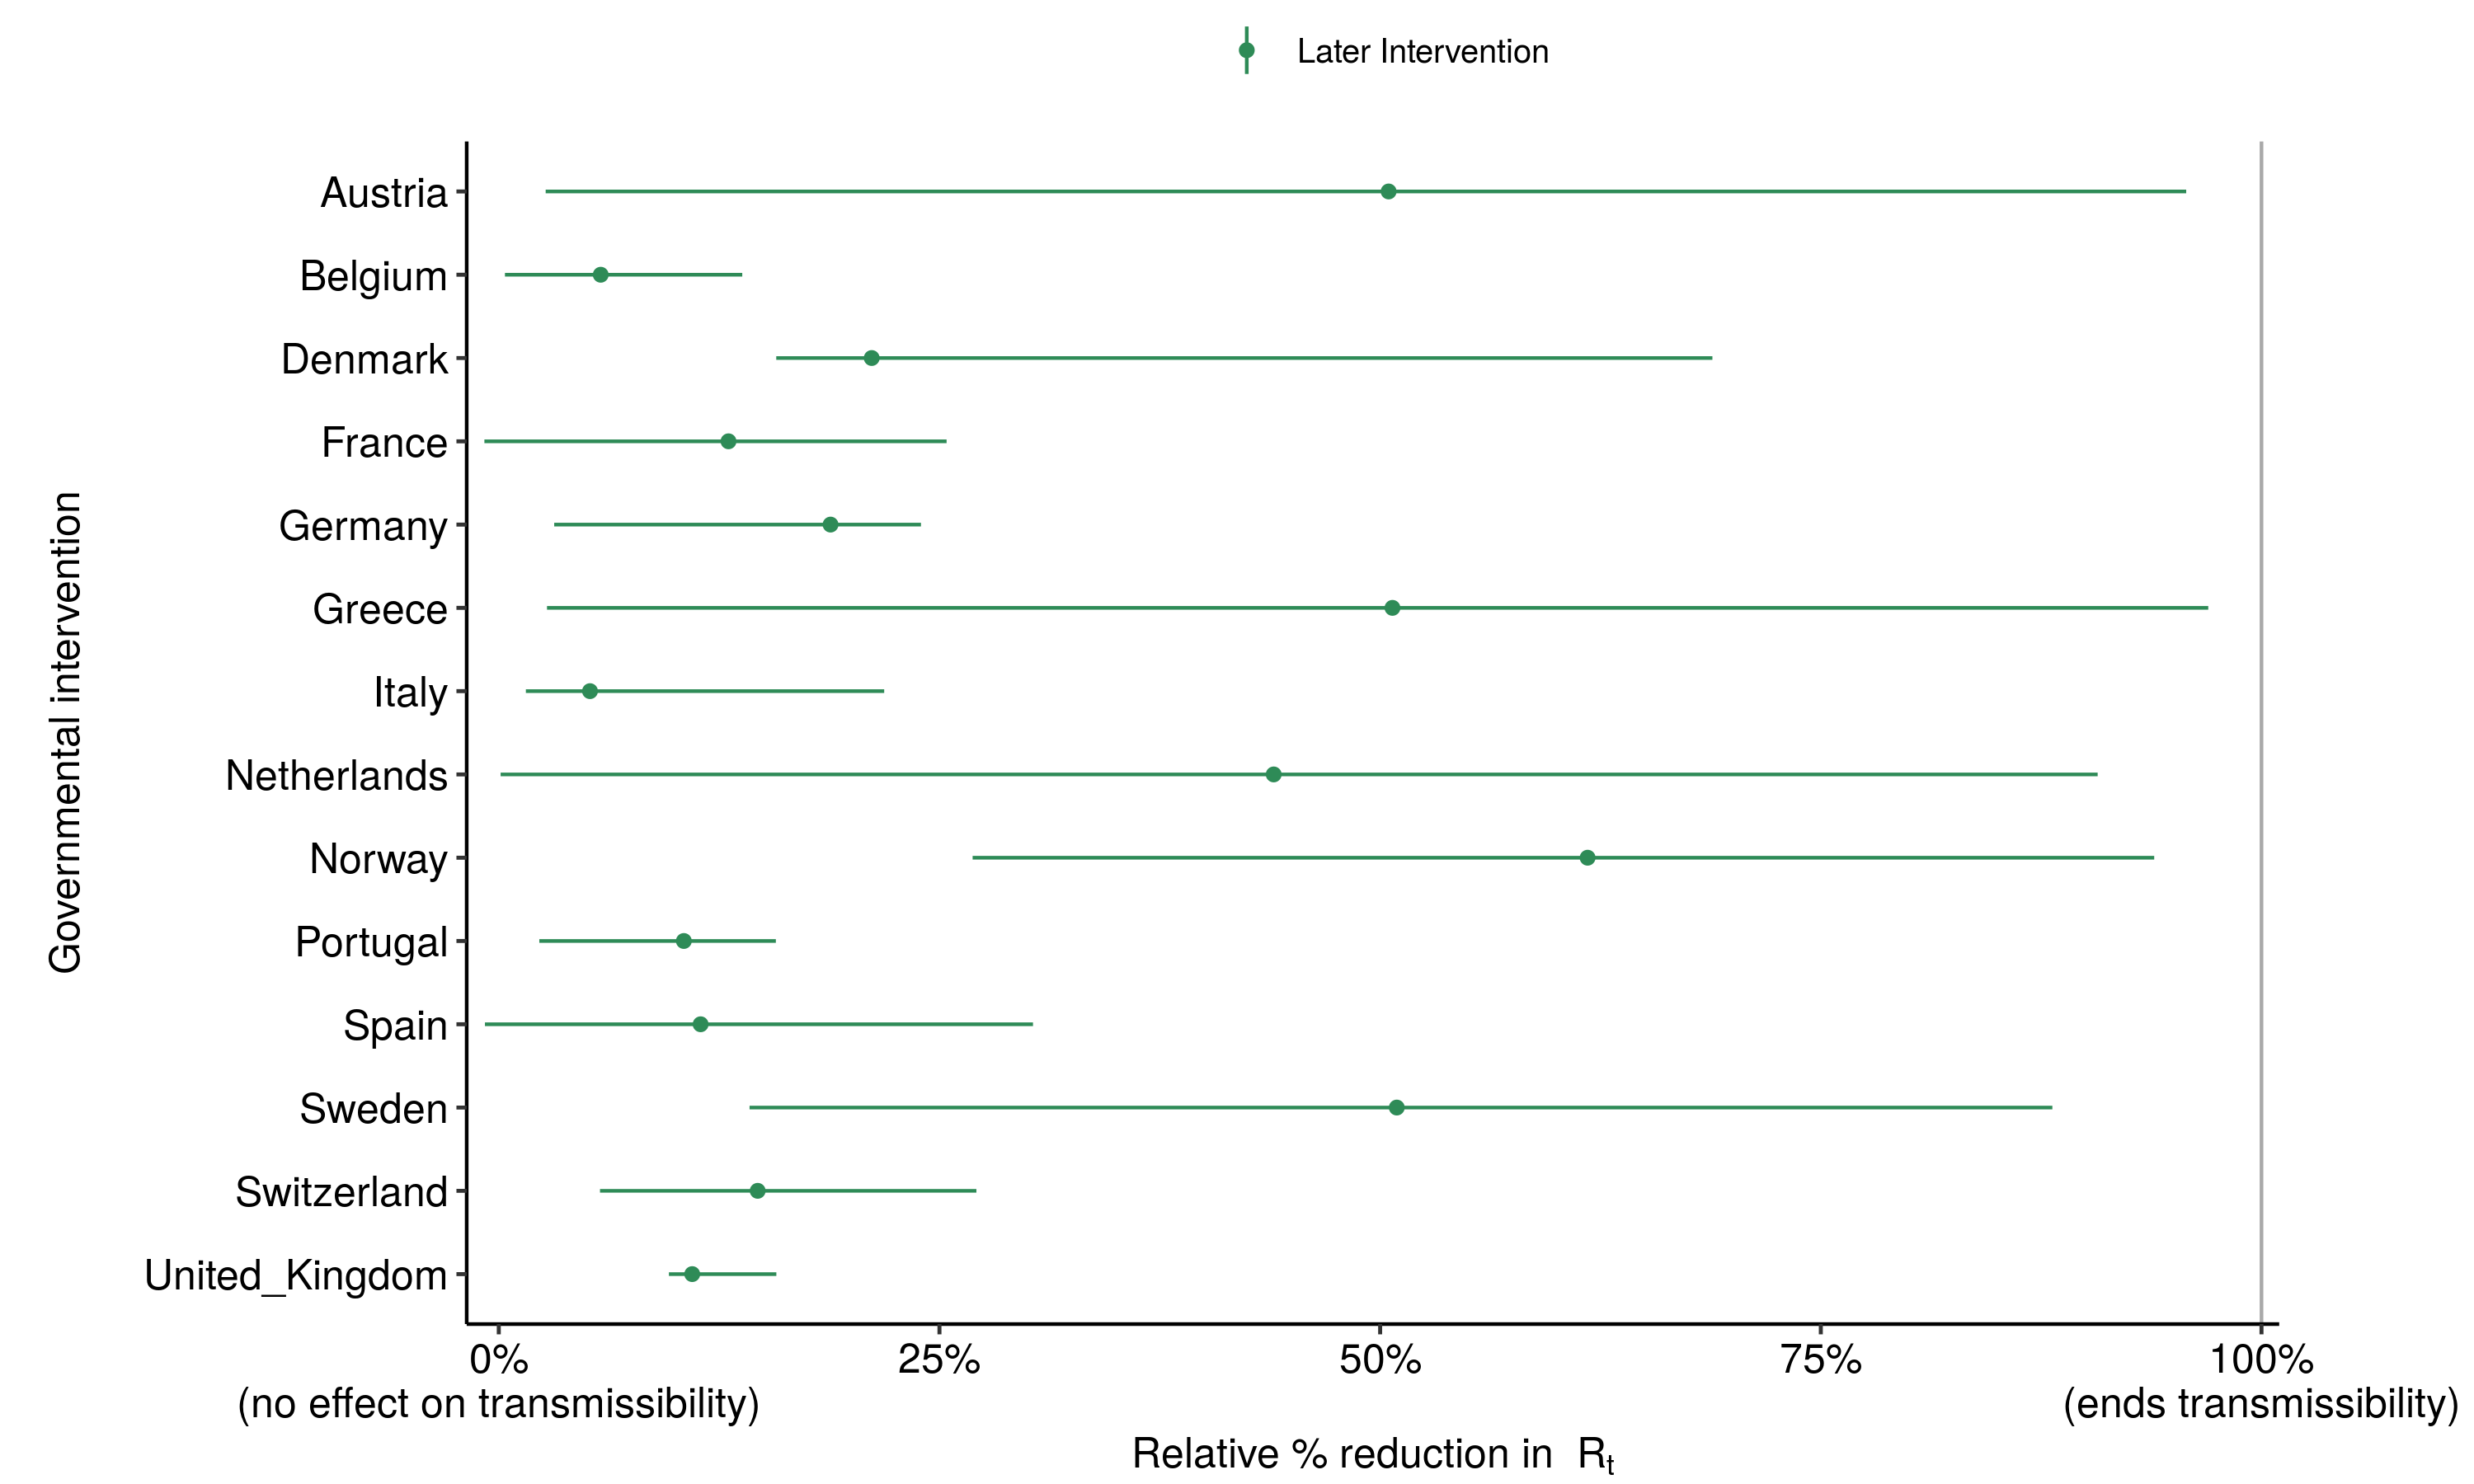 Later Intervention
Governmental intervention
Austria
Belgium
Denmark
France
Germany
Greece
Italy
Netherlands
Norway
Portugal
Spain
Sweden
Switzerland
United_Kingdom
0% 25% 50% 75% 100%
(no effect on transmissibility) (ends transmissibility)
Relative % reduction in Rt